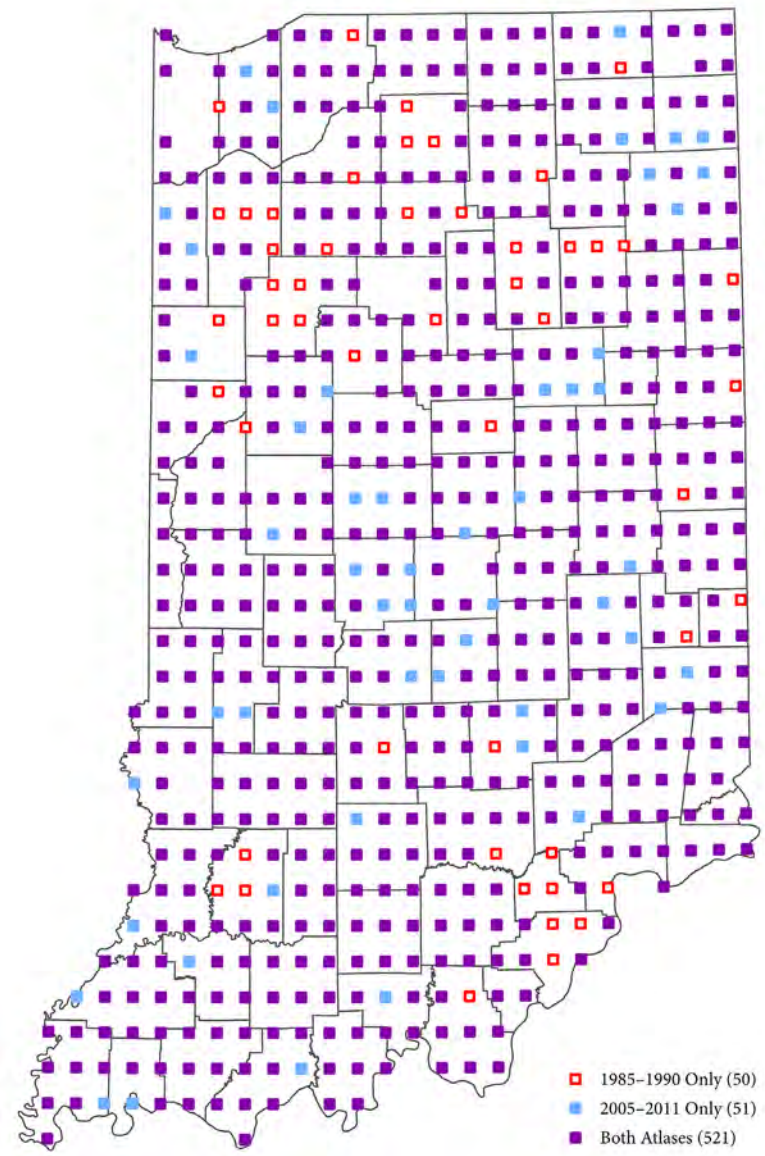 1985–1990 Only (50)
2005–2011 Only (51)
Both Atlases (521)